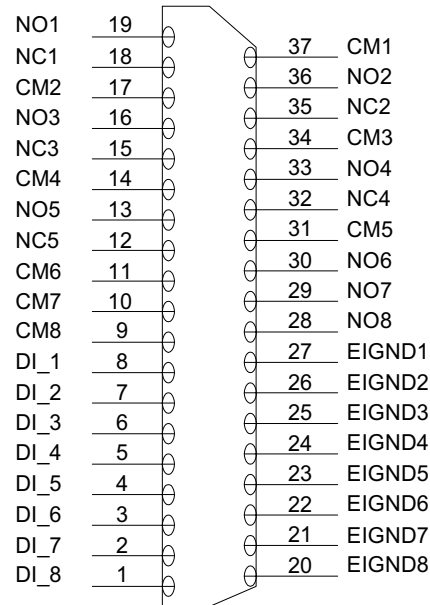 NO1 19
NC1 18
CM2 17
NO3 16
NC3 15
CM4 14
NO5 13
NC5 12
CM6 11
CM7 10
CM8 9
DI_1 8
DI_2 7
DI_3 6
DI_4 5
DI_5 4
DI_6 3
DI_7 2
DI_8 1
37 CM1
36 NO2
35 NC2
34 CM3
33 NO4
32 NC4
31 CM5
30 NO6
29 NO7
28 NO8
27 EIGND1
26 EIGND2
25 EIGND3
24 EIGND4
23 EIGND5
22 EIGND6
21 EIGND7
20 EIGND8